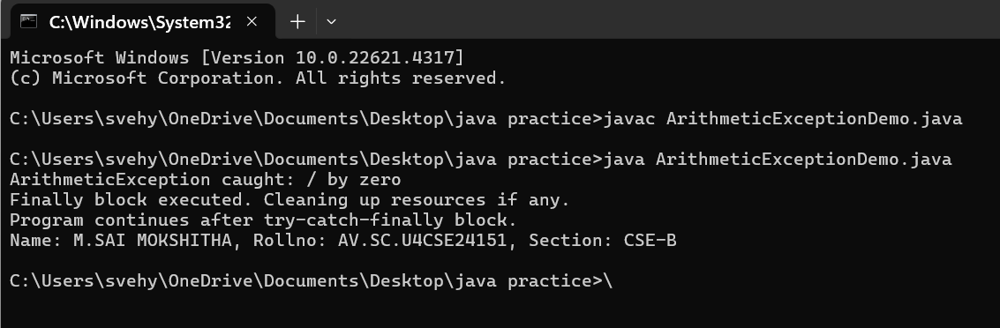 C:\Windows\System32
Microsoft Windows [Version 10.0.22621.4317]
(c) Microsoft Corporation. All rights reserved.
C:\Users\svehy\OneDrive\Documents\Desktop\java practice>javac ArithmeticExceptionDemo.java
C:\Users\svehy\OneDrive\Documents\Desktop\java practice>java ArithmeticExceptionDemo.java
ArithmeticException caught: / by zero
Finally block executed. Cleaning up resources if any.
Program continues after try-catch-finally block.
Name: M.SAI MOKSHITHA, Rollno: AV.SC.U4CSE24151, Section: CSE-B
C:\Users\svehy\OneDrive\Documents\Desktop\java practice>\